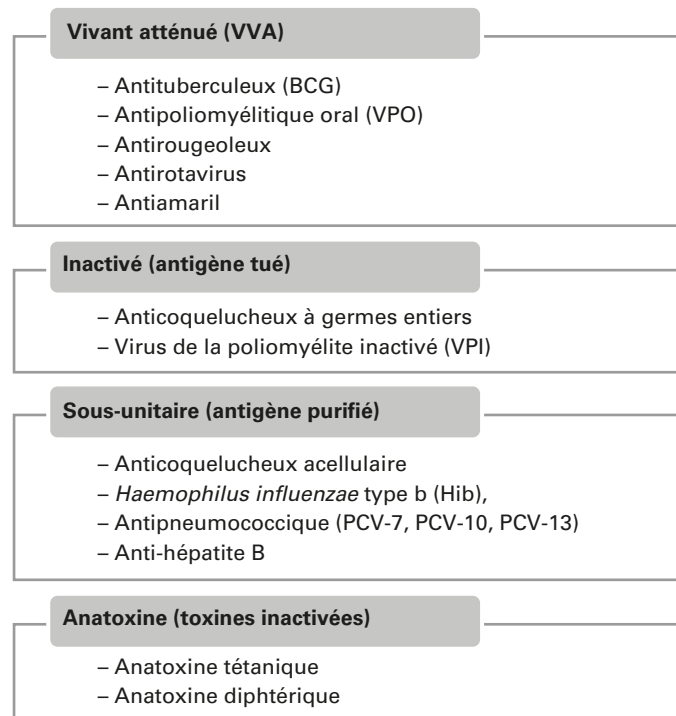 Vivant atténué (VVA)
– Antituberculeux (BCG)
– Antipoliomyélitique oral (VPO)
– Antirougeoleux
– Antirotavirus
– Antiamaril
Inactivé (antigène tué)
– Anticoquelucheux à germes entiers
– Virus de la poliomyélite inactivé (VPI)
Sous-unitaire (antigène purifié)
– Anticoquelucheux acellulaire
– Haemophilus influenzae type b (Hib),
– Antipneumococcique (PCV-7, PCV-10, PCV-13)
– Anti-hépatite B
Anatoxine (toxines inactivées)
– Anatoxine tétanique
– Anatoxine diphtérique